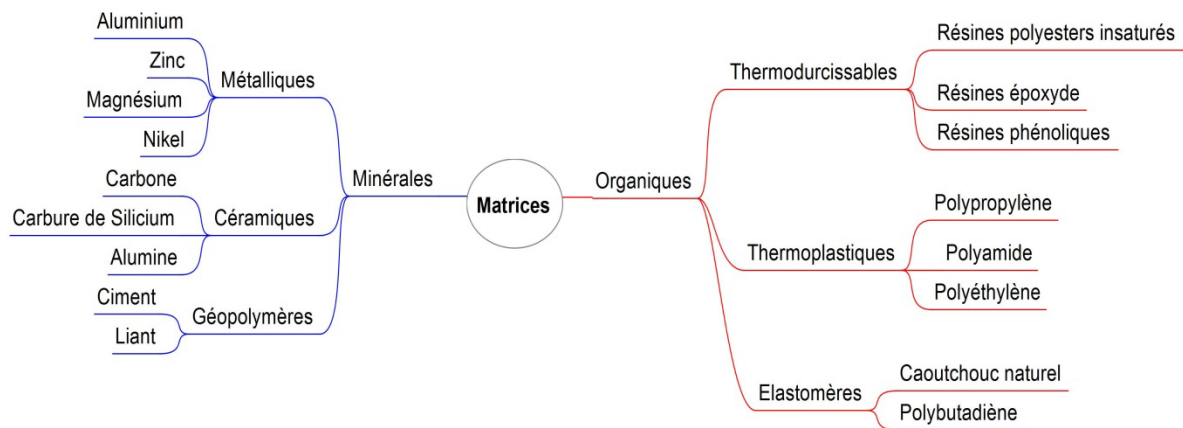 Aluminium
Zinc
Magnésium
Nikel
Métalliques
Carbone
Carbure de Silicium
Alumine
Céramiques
Ciment
Liant
Géopolymères
Minérales
Matrices
Organiques
Thermodurcissables
Résines polyesters insaturés
Résines époxyde
Résines phénoliques
Thermoplastiques
Polypropylène
Polyamide
Polyéthylène
Elastomères
Caoutchouc naturel
Polybutadiène